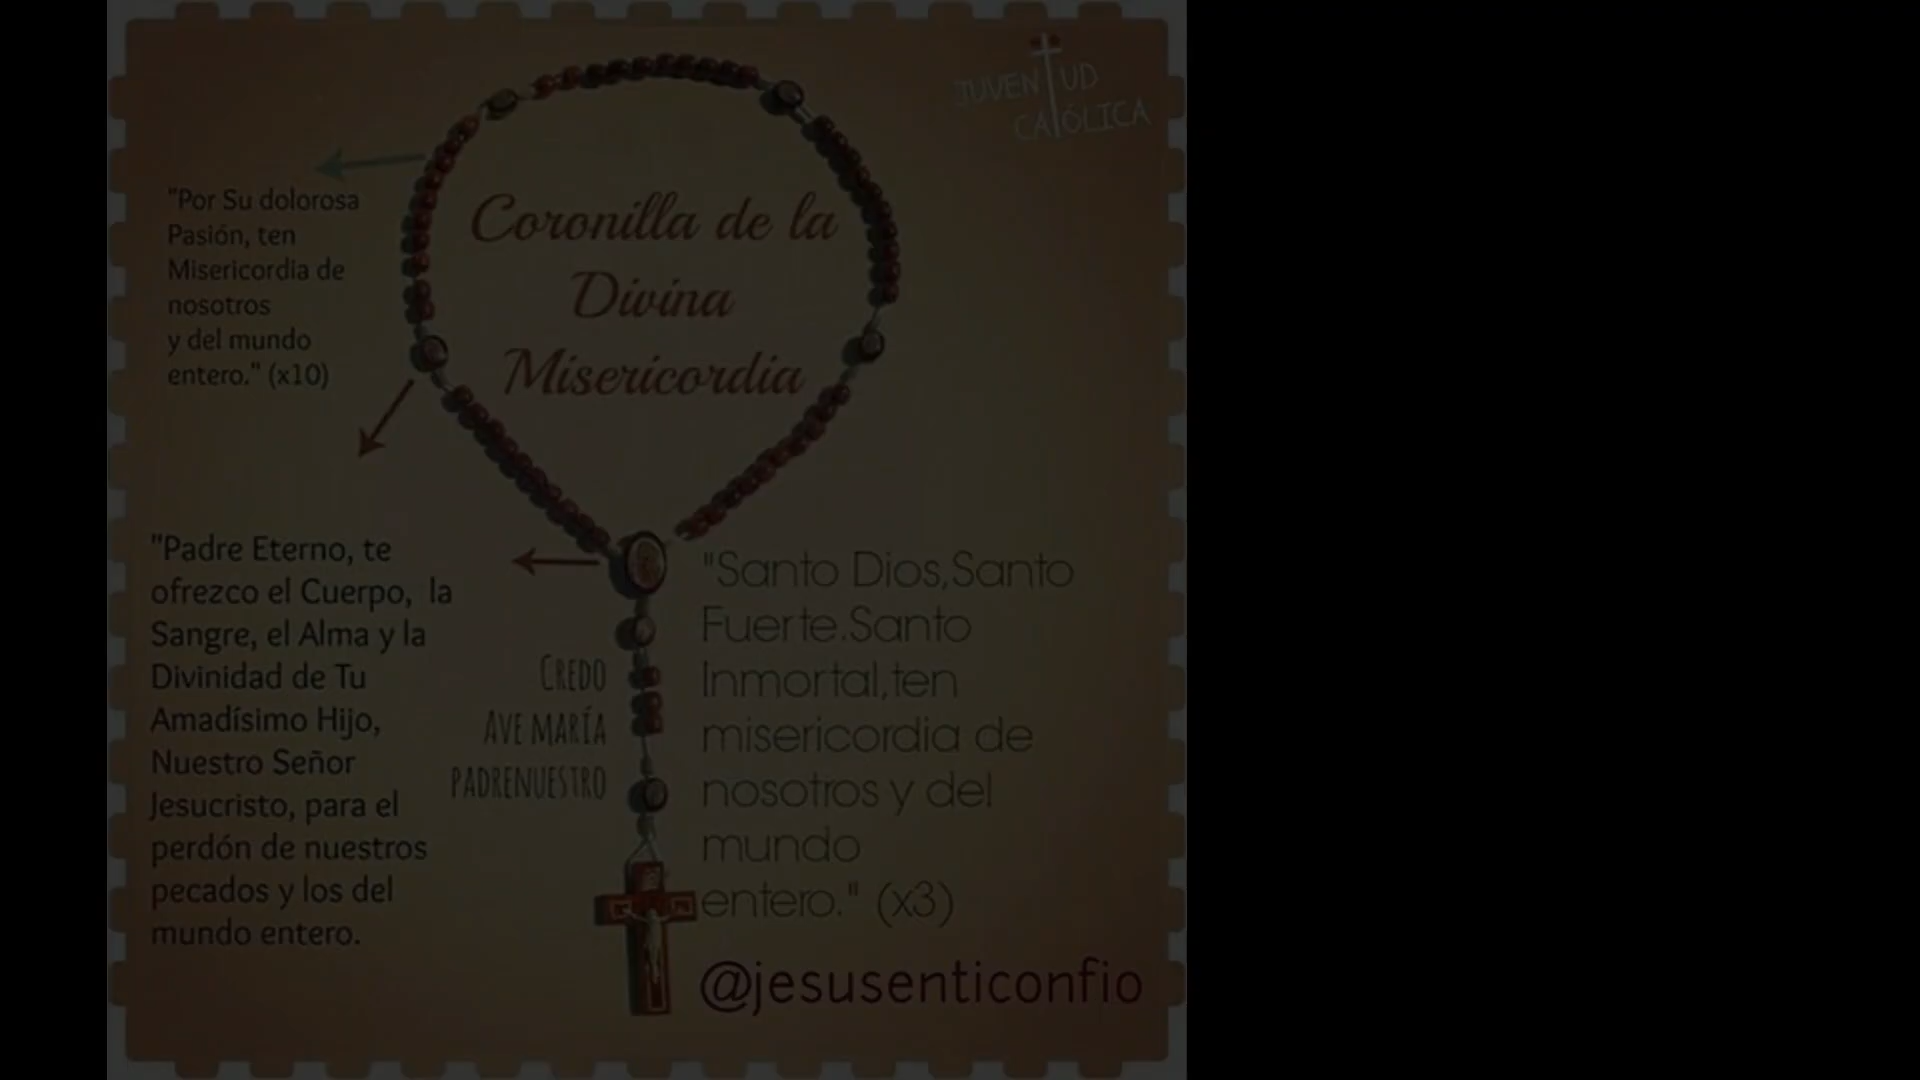 JUVENTUD
CATÓLICA
"Por Su dolorosa
Pasión, ten
Misericordia de
nosotros
y del mundo
entero." (x10)
Coronilla de la
Divina
Misericordia
"Padre Eterno, te
ofrezco el Cuerpo, la
Sangre, el Alma y la
Divinidad de Tu
Amadísimo Hijo,
Nuestro Señor
Jesucristo, para el
perdón de nuestros
pecados y los del
mundo entero.
CREDO
AVE MARÍA
PADRENUESTRO
"Santo Dios,Santo
Fuerte.Santo
Inmortal,ten
misericordia de
nosotros y del
mundo
entero." (x3)
@jesusenticonfio